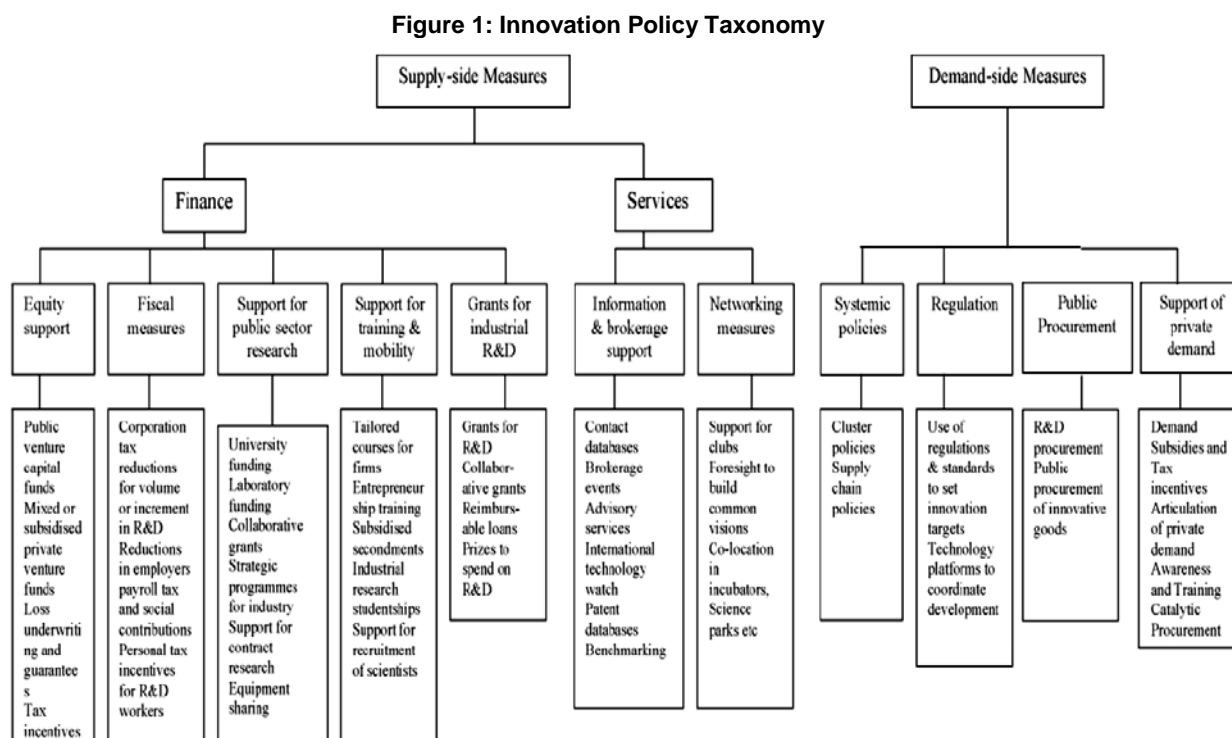 Figure 1: Innovation Policy Taxonomy
Supply-side Measures
Demand-side Measures
Finance
Services
Equity
support
Fiscal
measures
Support for
public sector
research
Support for
training &
mobility
Grants for
industrial
R&D
Information
& brokerage
support
Networking
measures
Systemic
policies
Regulation
Public
Procurement
Support of
private
demand
Public
venture
capital
funds
Mixed or
subsidised
private
venture
funds
Loss
underwriti
ng and
guarantee
s
Tax
incentives
Corporation
tax
reductions
for volume
or increment
in R&D
Reductions
in employers
payroll tax
and social
contributions
Personal tax
incentives
for R&D
workers
University
funding
Laboratory
funding
Collaborative
grants
Strategic
programmes
for industry
Support for
contract
research
Equipment
sharing
Tailored
courses for
firms
Entrepreneur
ship training
Subsidised
secondments
Industrial
research
studentships
Support for
recruitment
of scientists
Grants for
R&D
Collabor-
ative grants
Reimburs-
able loans
Prizes to
spend on
R&D
Contact
databases
Brokerage
events
Advisory
services
International
technology
watch
Patent
databases
Benchmarking
Support for
clubs
Foresight to
build
common
visions
Co-location
in
incubators,
Science
parks etc
Cluster
policies
Supply
chain
policies
Use of
regulations
& standards
to set
innovation
targets
Technology
platforms to
coordinate
development
R&D
procurement
Public
procurement
of innovative
goods
Demand
Subsidies and
Tax
incentives
Articulation
of private
demand
Awareness
and Training
Catalytic
Procurement